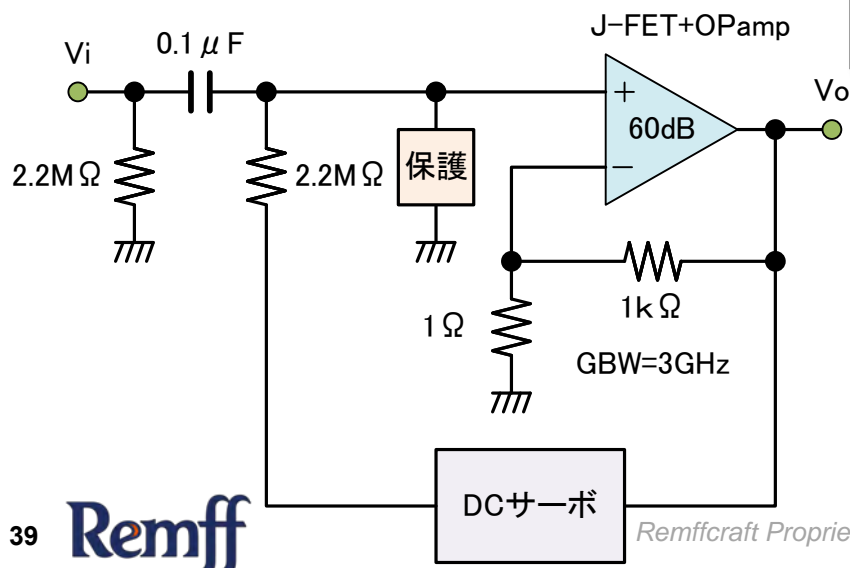 J-FET+OPamp
Vi
0.1μF
Vo
+
60dB
−
2.2MΩ
2.2MΩ
保護
1kΩ
1Ω
GBW=3GHz
DCサーボ
39
Remff
Remffcraft Proprie